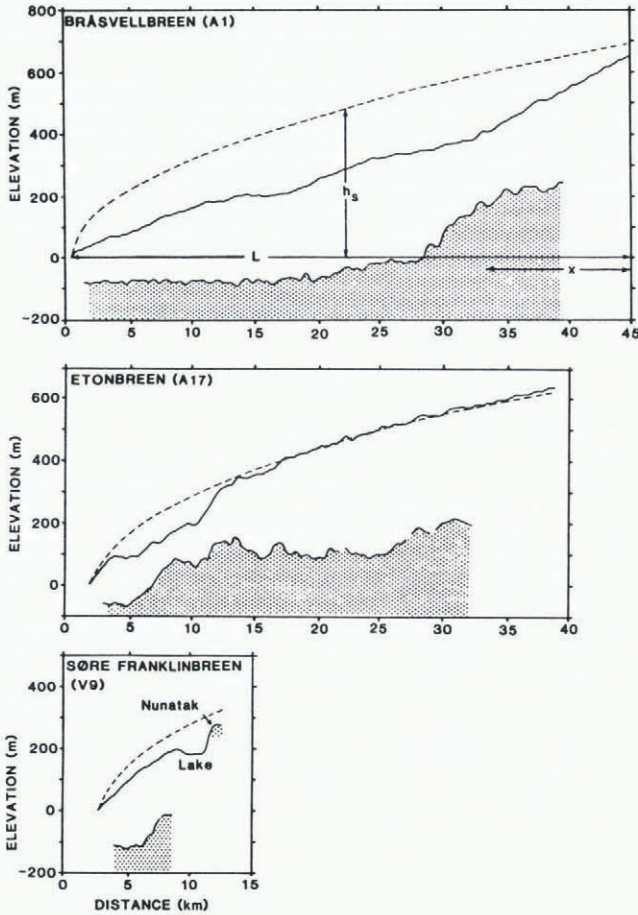 BRÅSVELLBREEN (A1)
800
600
400
200
0
-200
ELEVATION (m)
hs
L
x
0
5
10
15
20
25
30
35
40
45
ETONBREEN (A17)
600
400
200
0
ELEVATION (m)
0
5
10
15
20
25
30
35
40
SØRE FRANKLINBREEN
(V9)
400
200
0
-200
ELEVATION (m)
Nunatak
Lake
0
5
10
15
DISTANCE (km)